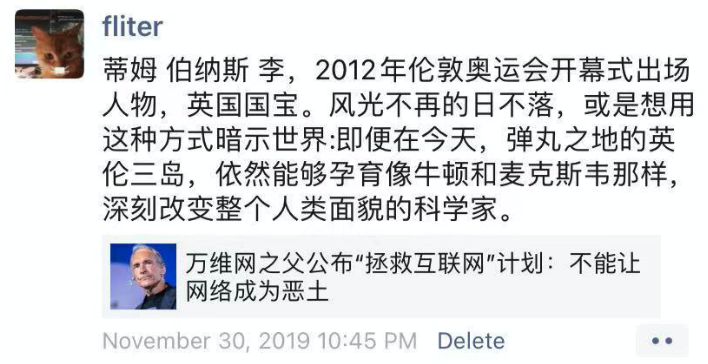 fliter
蒂姆 伯纳斯 李，2012年伦敦奥运会开幕式出场
人物，英国国宝。风光不再的日不落，或是想用
这种方式暗示世界:即便在今天，弹丸之地的英
伦三岛，依然能够孕育像牛顿和麦克斯韦那样，
深刻改变整个人类面貌的科学家。
万维网之父公布“拯救互联网”计划：不能让
网络成为恶土
November 30, 2019 10:45 PM Delete